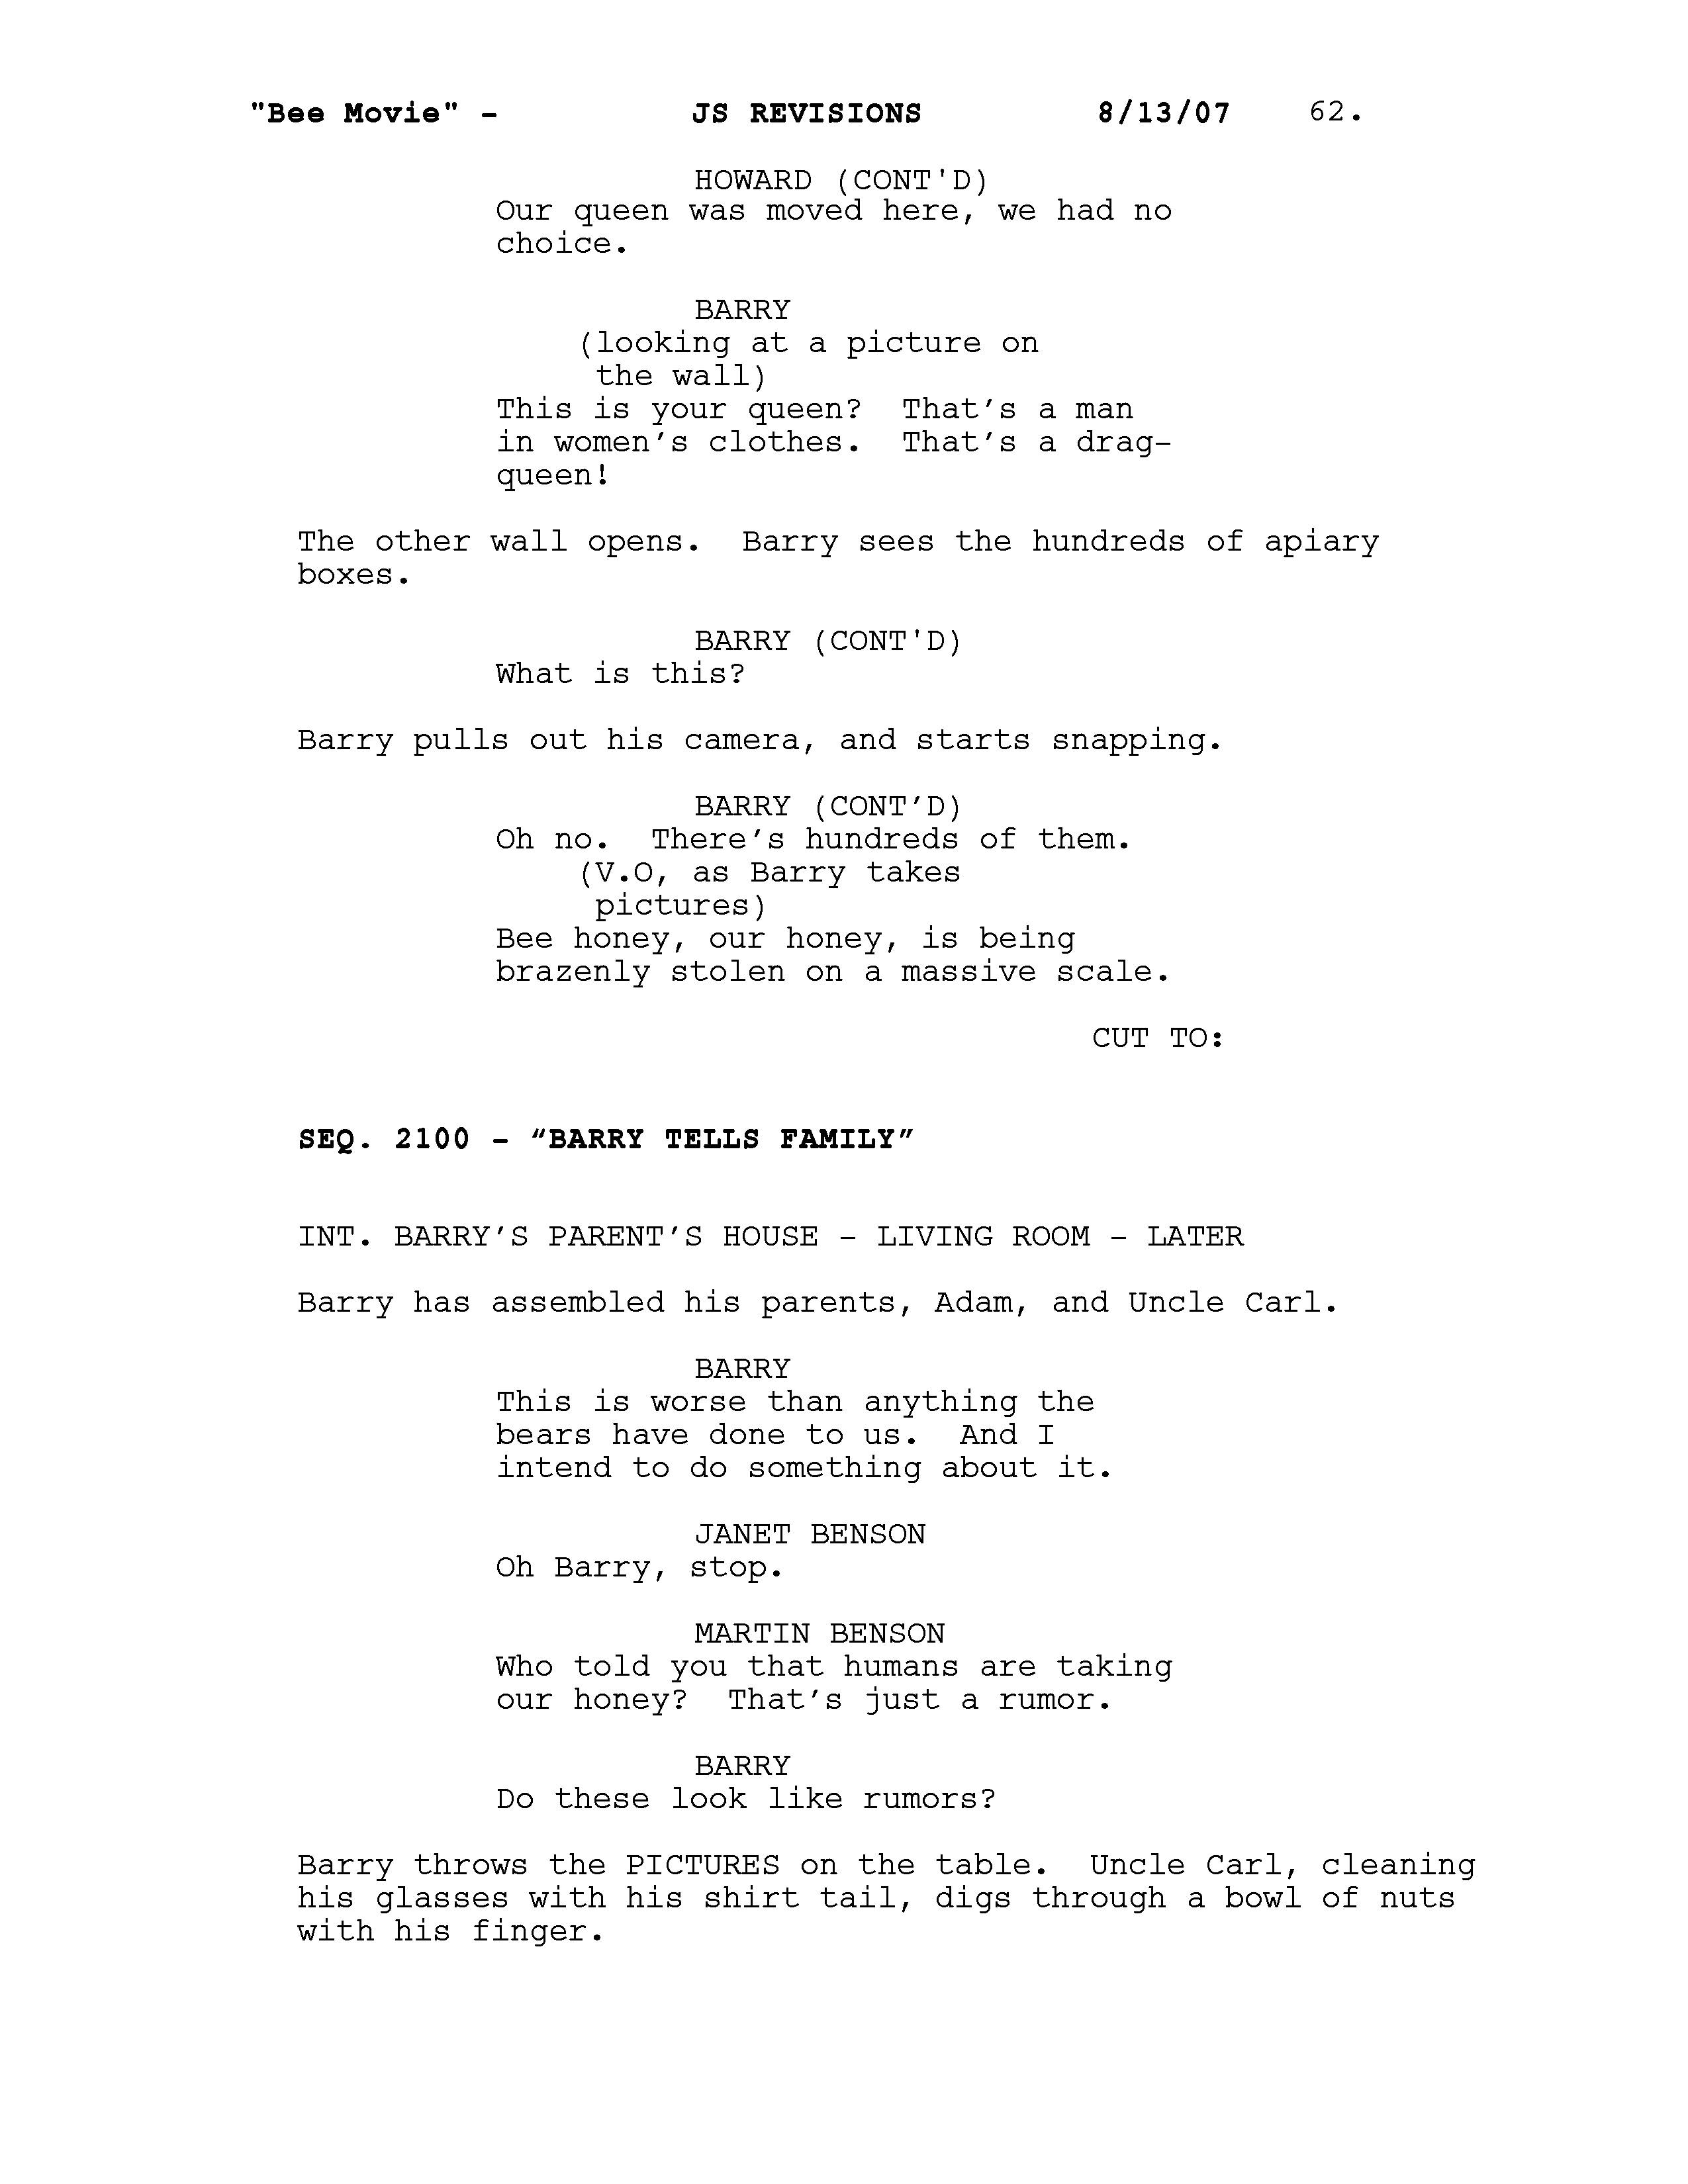 "Bee Movie" - JS REVISIONS 8/13/07 62.
HOWARD (CONT'D)
Our queen was moved here, we had no
choice.
BARRY
(looking at a picture on
the wall)
This is your queen? That’s a man
in women’s clothes. That’s a drag-
queen!
The other wall opens. Barry sees the hundreds of apiary
boxes.
BARRY (CONT'D)
What is this?
Barry pulls out his camera, and starts snapping.
BARRY (CONT’D)
Oh no. There’s hundreds of them.
(V.O, as Barry takes
pictures)
Bee honey, our honey, is being
brazenly stolen on a massive scale.
CUT TO:
SEQ. 2100 - “BARRY TELLS FAMILY”
INT. BARRY’S PARENT’S HOUSE - LIVING ROOM - LATER
Barry has assembled his parents, Adam, and Uncle Carl.
BARRY
This is worse than anything the
bears have done to us. And I
intend to do something about it.
JANET BENSON
Oh Barry, stop.
MARTIN BENSON
Who told you that humans are taking
our honey? That’s just a rumor.
BARRY
Do these look like rumors?
Barry throws the PICTURES on the table. Uncle Carl, cleaning
his glasses with his shirt tail, digs through a bowl of nuts
with his finger.